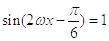 sin(2ωx − π/6) = 1